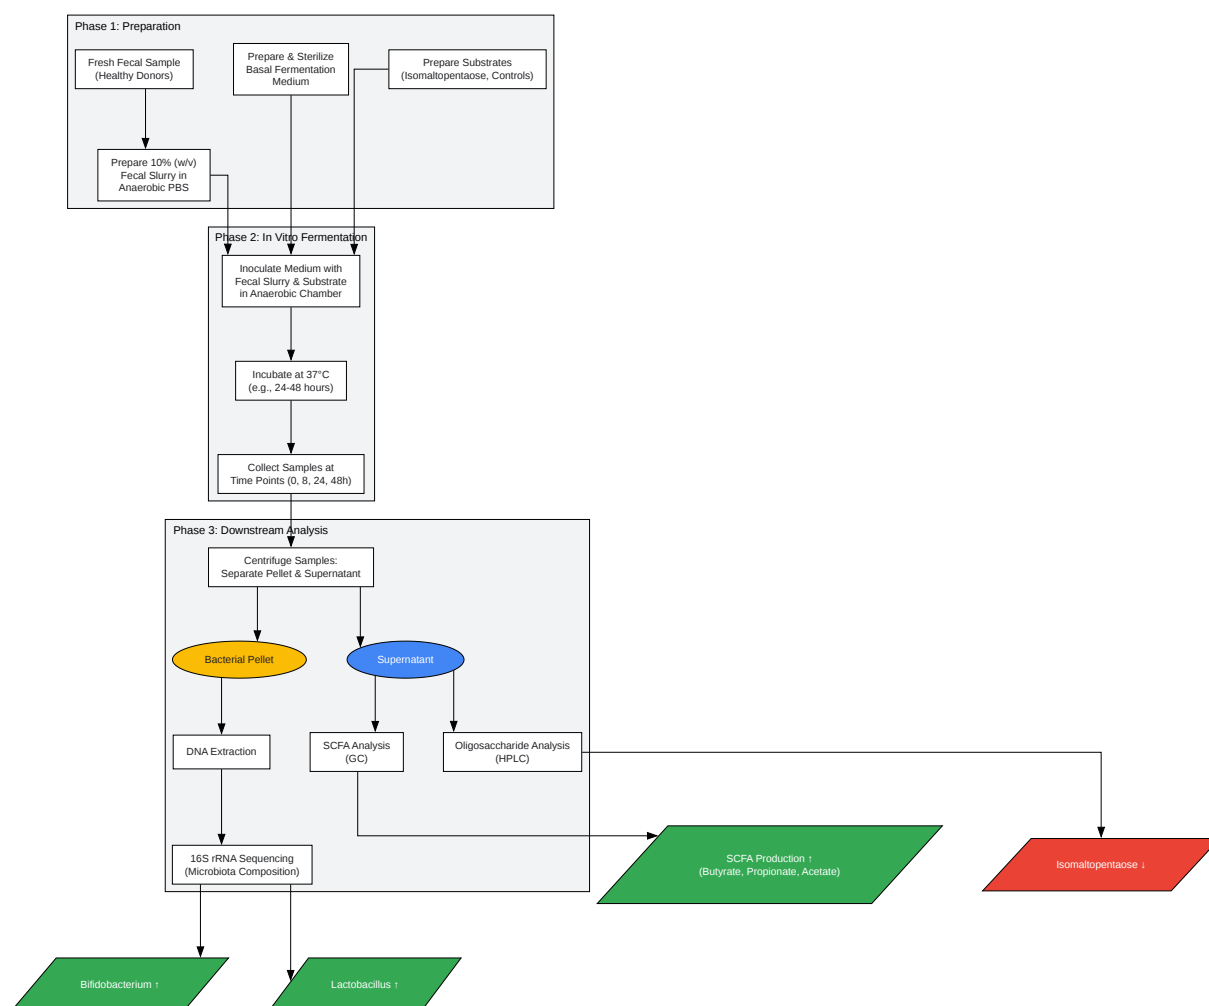 Phase 1: Preparation
Fresh Fecal Sample
(Healthy Donors)
Prepare & Sterilize
Basal Fermentation
Medium
Prepare Substrates
(Isomaltopentaose, Controls)
Prepare 10% (w/v)
Fecal Slurry in
Anaerobic PBS
Phase 2: In Vitro Fermentation
Inoculate Medium with
Fecal Slurry & Substrate
in Anaerobic Chamber
Incubate at 37°C
(e.g., 24-48 hours)
Collect Samples at
Time Points (0, 8, 24, 48h)
Phase 3: Downstream Analysis
Centrifuge Samples:
Separate Pellet & Supernatant
Bacterial Pellet
Supernatant
DNA Extraction
SCFA Analysis
(GC)
Oligosaccharide Analysis
(HPLC)
16S rRNA Sequencing
(Microbiota Composition)
SCFA Production ↑
(Butyrate, Propionate, Acetate)
Isomaltopentaose ↓
Bifidobacterium ↑
Lactobacillus ↑